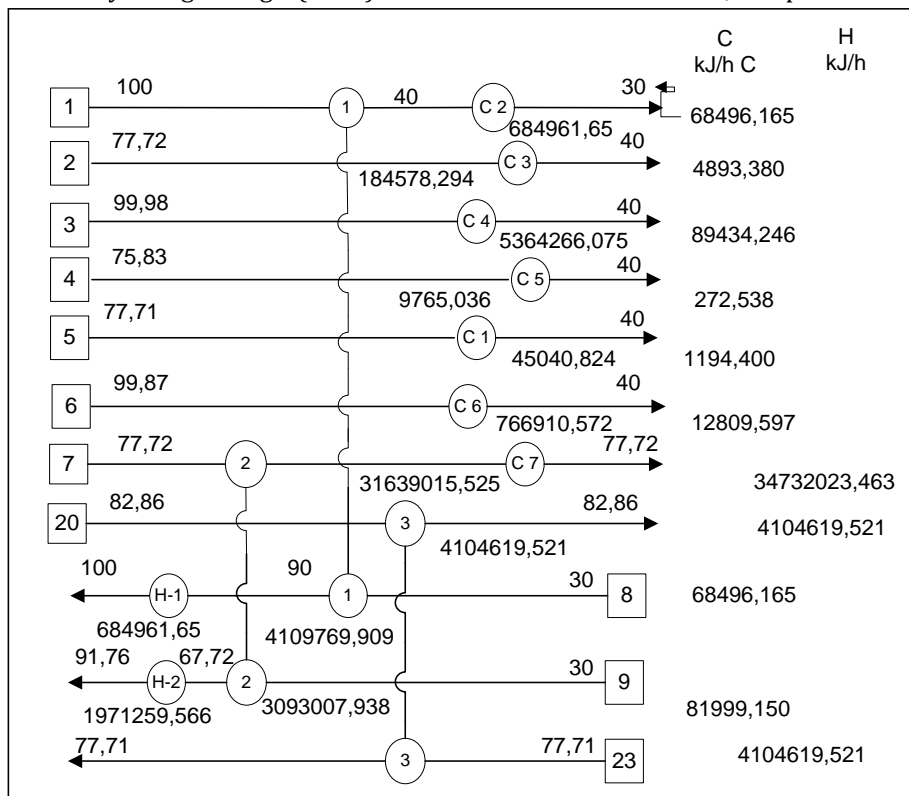 C H
kJ/h C kJ/h
1 100 1 40 C 2 30
684961,65 68496,165
2 77,72 C 3 40
184578,294 4893,380
3 99,98 C 4 40
5364266,075 89434,246
4 75,83 C 5 40
9765,036 272,538
5 77,71 C 1 40
45040,824 1194,400
6 99,87 C 6 40
766910,572 12809,597
7 77,72 2 C 7 77,72
31639015,525 34732023,463
20 82,86 3 82,86
4104619,521 4104619,521
100 H-1 90 1 30 8 68496,165
684961,65 4109769,909
91,76 H-2 67,72 2 30 9
1971259,566 3093007,938 81999,150
77,71 3 77,71 23 4104619,521